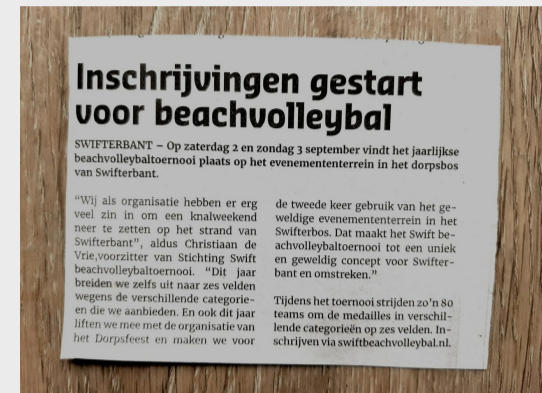 Inschrijvingen gestart
voor beachvolleybal
SWIFTERBANT – Op zaterdag 2 en zondag 3 september vindt het jaarlijkse
beachvolleybaltoernooi plaats op het evenemententerrein in het dorpsbos
van Swifterbant.
“Wij als organisatie hebben er erg
veel zin in om een knalweekend
neer te zetten op het strand van
Swifterbant”, aldus Christiaan de
Vrie,voorzitter van Stichting Swift
beachvolleybaltoernooi. “Dit jaar
breiden we zelfs uit naar zes velden
wegens de verschillende categorie-
en die we aanbieden. En ook dit jaar
liften we mee met de organisatie van
het Dorpsfeest en maken we voor
de tweede keer gebruik van het ge-
weldige evenemententerrein in het
Swifterbos. Dat maakt het Swift be-
achvolleybaltoernooi tot een uniek
en geweldig concept voor Swifter-
bant en omstreken.”
Tijdens het toernooi strijden zo’n 80
teams om de medailles in verschil-
lende categorieën op zes velden. In-
schrijven via swiftbeachvolleybal.nl.